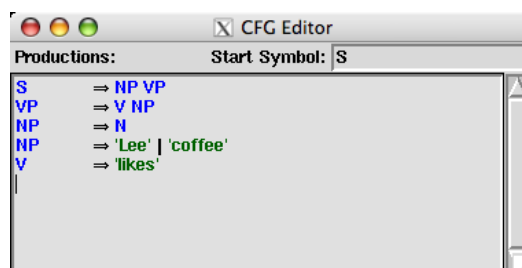 X CFG Editor
Productions: Start Symbol: S
S ⇒ NP VP
VP ⇒ V NP
NP ⇒ N
NP ⇒ 'Lee' | 'coffee'
V ⇒ 'likes'